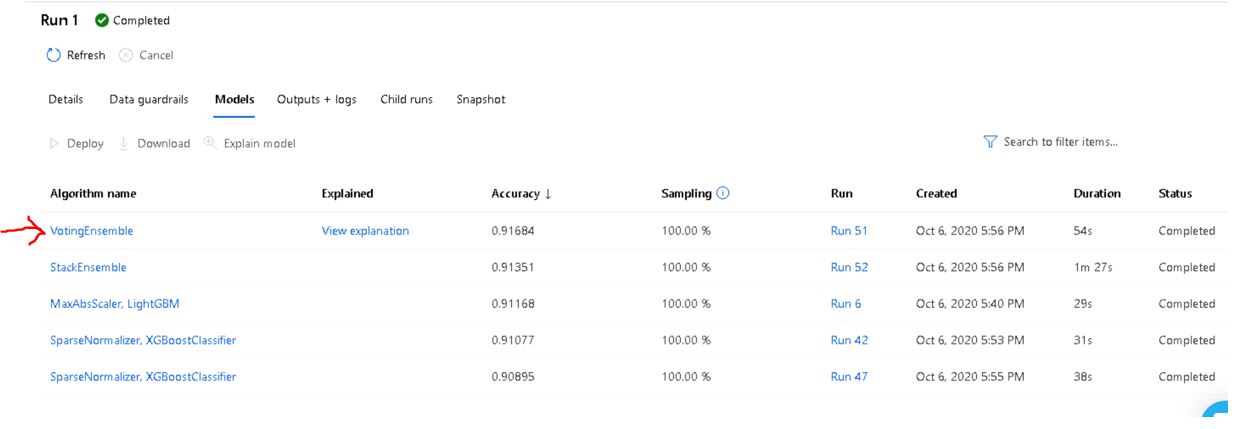 Run 1 Completed
Refresh Cancel
Details Data guardrails Models Outputs + logs Child runs Snapshot
Deploy Download Explain model Search to filter items...
Algorithm name Explained Accuracy ↓ Sampling Run Created Duration Status
VotingEnsemble View explanation 0.91684 100.00 % Run 51 Oct 6, 2020 5:56 PM 54s Completed
StackEnsemble 0.91351 100.00 % Run 52 Oct 6, 2020 5:56 PM 1m 27s Completed
MaxAbsScaler, LightGBM 0.91168 100.00 % Run 6 Oct 6, 2020 5:40 PM 29s Completed
SparseNormalizer, XGBoostClassifier 0.91077 100.00 % Run 42 Oct 6, 2020 5:53 PM 31s Completed
SparseNormalizer, XGBoostClassifier 0.90895 100.00 % Run 47 Oct 6, 2020 5:55 PM 38s Completed